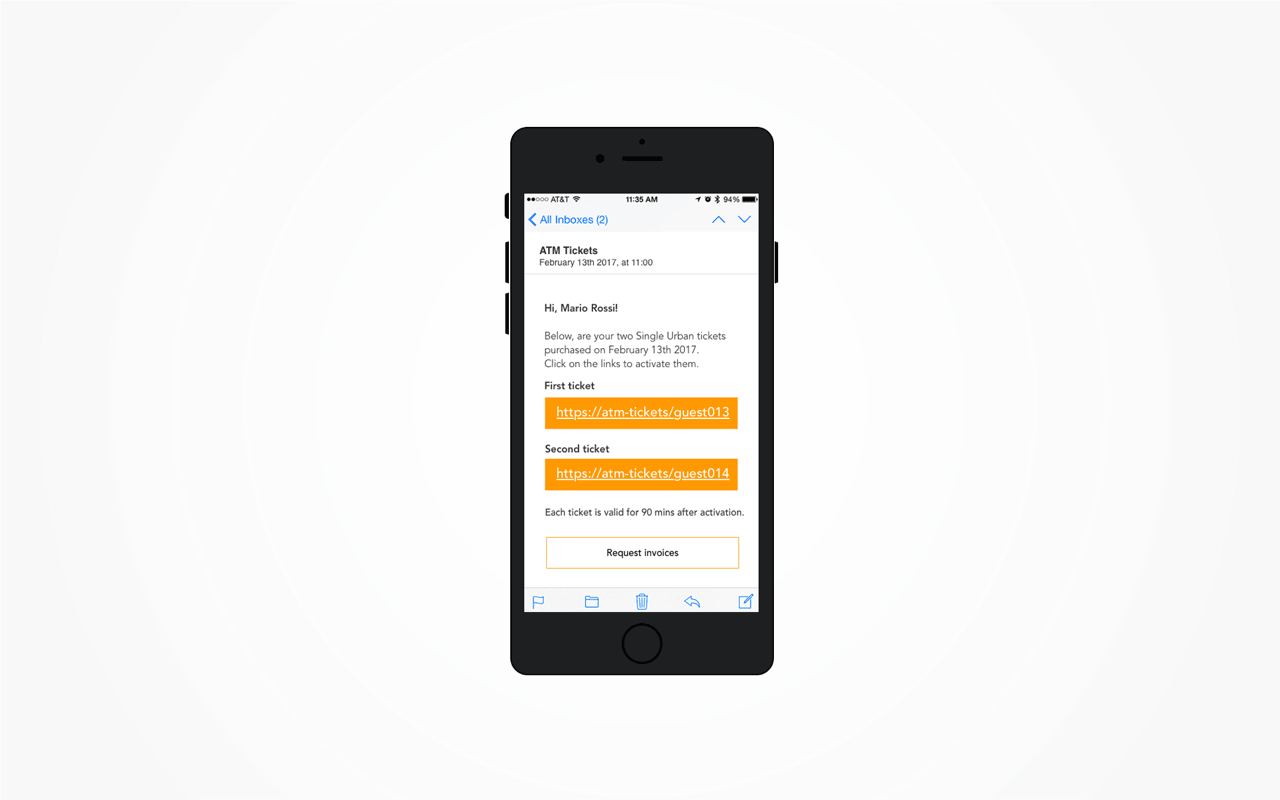 AT&T 11:35 AM 94%
All Inboxes (2)
ATM Tickets
February 13th 2017, at 11:00
Hi, Mario Rossi!
Below, are your two Single Urban tickets
purchased on February 13th 2017.
Click on the links to activate them.
First ticket
https://atm-tickets/guest013
Second ticket
https://atm-tickets/guest014
Each ticket is valid for 90 mins after activation.
Request invoices